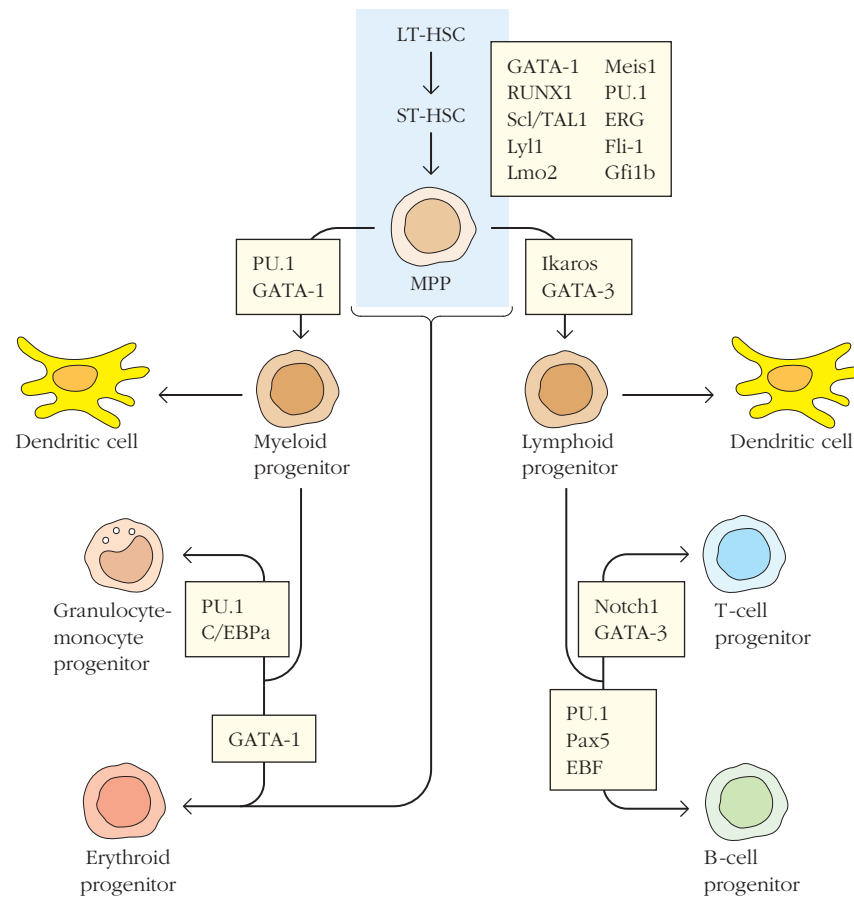 LT-HSC
ST-HSC
MPP
GATA-1 Meis1
RUNX1 PU.1
Scl/TAL1 ERG
Lyl1 Fli-1
Lmo2 Gfi1b
PU.1
GATA-1
Ikaros
GATA-3
Dendritic cell
Myeloid
progenitor
Lymphoid
progenitor
Dendritic cell
Granulocyte-
monocyte
progenitor
PU.1
C/EBPa
Notch1
GATA-3
T-cell
progenitor
GATA-1
PU.1
Pax5
EBF
Erythroid
progenitor
B-cell
progenitor